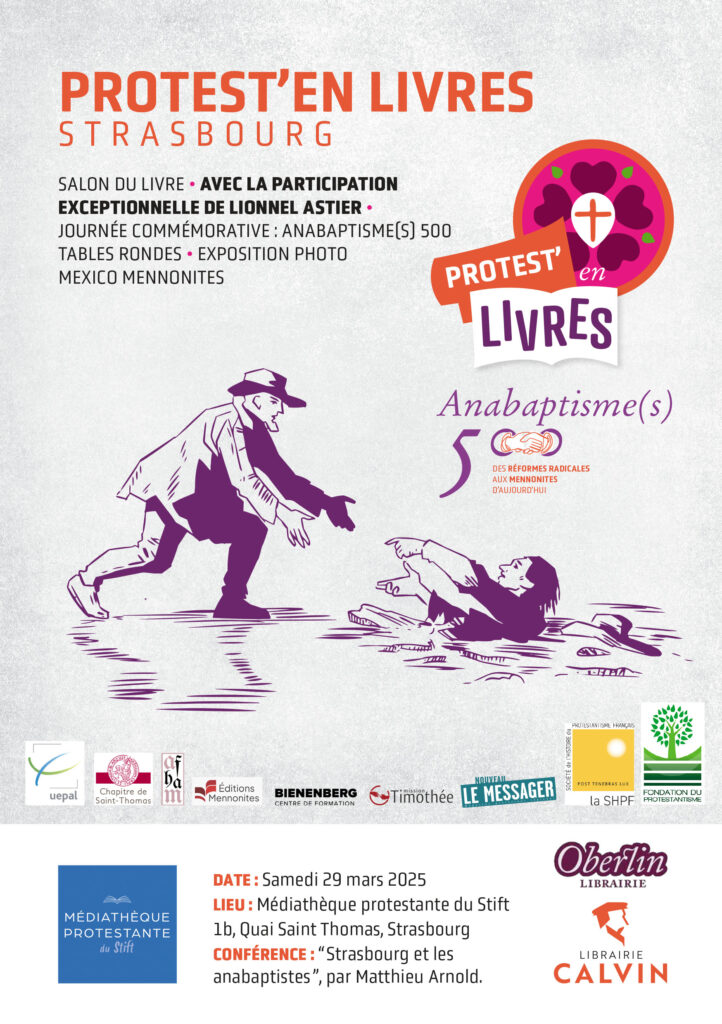 PROTEST'EN LIVRES
STRASBOURG
SALON DU LIVRE • AVEC LA PARTICIPATION
EXCEPTIONNELLE DE LIONNEL ASTIER •
JOURNÉE COMMÉMORATIVE : ANABAPTISME(S) 500
TABLES RONDES • EXPOSITION PHOTO
MEXICO MENNONITES
PROTEST'
en
LIVRES
Anabaptisme(s)
500
DES RÉFORMES RADICALES
AUX MENNONITES
D'AUJOURD'HUI
uepal
Chapitre de
Saint-Thomas
afham
Éditions
Mennonites
BIENENBERG
CENTRE DE FORMATION
mission
Timothée
NOUVEAU
LE MESSAGER
SOCIÉTÉ DE L'HISTOIRE DU
PROTESTANTISME FRANÇAIS
POST TENEBRAS LUX
la SHPF
FONDATION DU
PROTESTANTISME
MÉDIATHÈQUE
PROTESTANTE
du Stift
DATE : Samedi 29 mars 2025
LIEU : Médiathèque protestante du Stift
1b, Quai Saint Thomas, Strasbourg
CONFÉRENCE : “Strasbourg et les
anabaptistes”, par Matthieu Arnold.
Oberlin
LIBRAIRIE
LIBRAIRIE
CALVIN